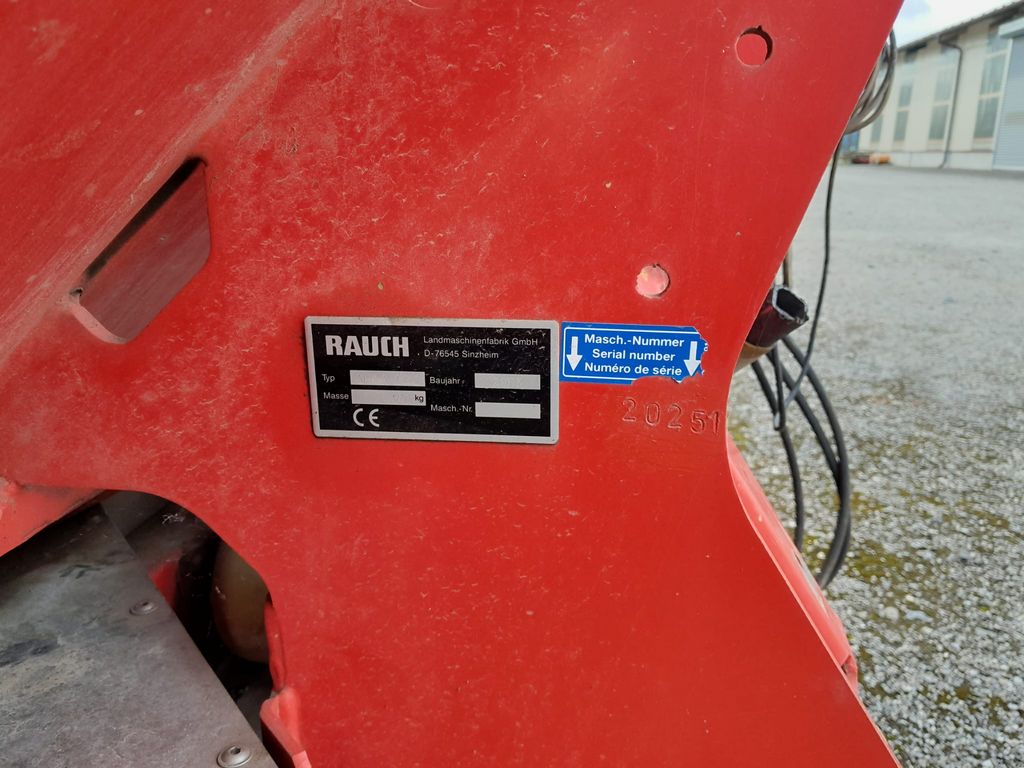 RAUCH
Landmaschinenfabrik GmbH
D-76545 Sinzheim
Typ
Baujahr
Masse kg
Masch.-Nr.
CE
Masch.-Nummer
Serial number
Numéro de série
20251